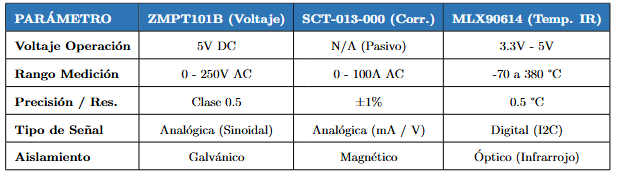 PARÁMETRO ZMPT101B (Voltaje) SCT-013-000 (Corr.) MLX90614 (Temp. IR)
Voltaje Operación 5V DC N/A (Pasivo) 3.3V - 5V
Rango Medición 0 - 250V AC 0 - 100A AC -70 a 380 °C
Precisión / Res. Clase 0.5 ±1% 0.5 °C
Tipo de Señal Analógica (Sinoidal) Analógica (mA / V) Digital (I2C)
Aislamiento Galvánico Magnético Óptico (Infrarrojo)